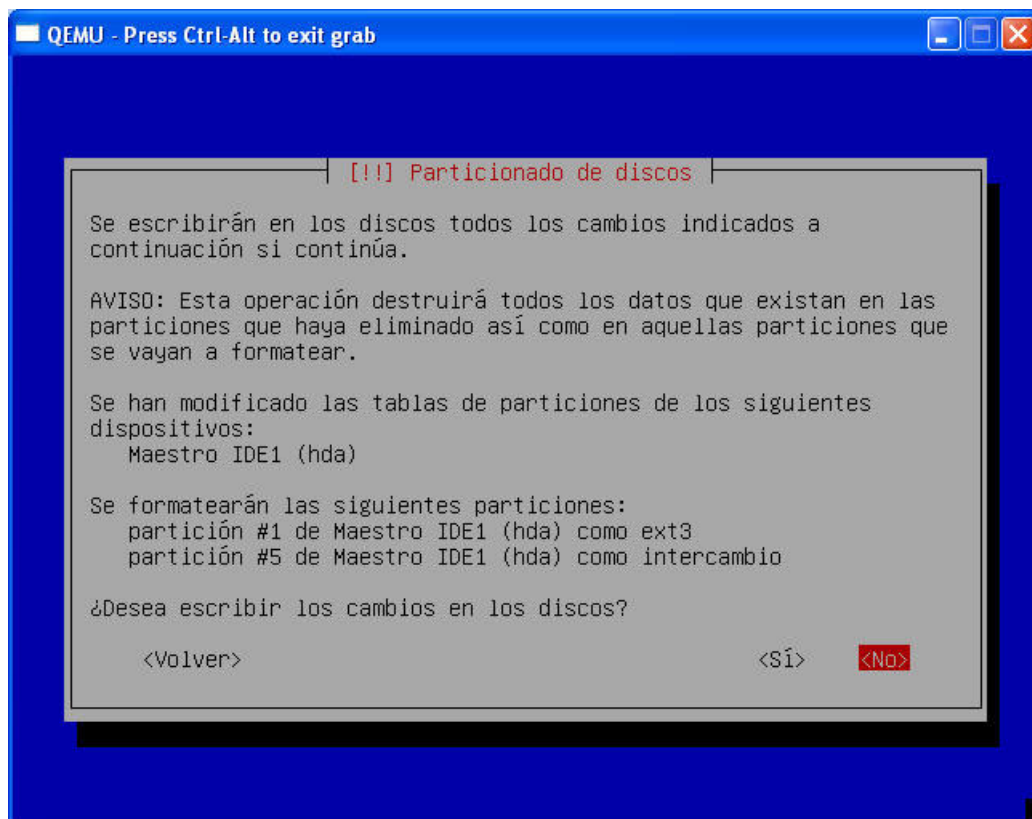 QEMU - Press Ctrl-Alt to exit grab
[!!] Particionado de discos
Se escribirán en los discos todos los cambios indicados a
continuación si continúa.
AVISO: Esta operación destruirá todos los datos que existan en las
particiones que haya eliminado así como en aquellas particiones que
se vayan a formatear.
Se han modificado las tablas de particiones de los siguientes
dispositivos:
Maestro IDE1 (hda)
Se formatearán las siguientes particiones:
partición #1 de Maestro IDE1 (hda) como ext3
partición #5 de Maestro IDE1 (hda) como intercambio
¿Desea escribir los cambios en los discos?
<Volver> <Sí> <No>